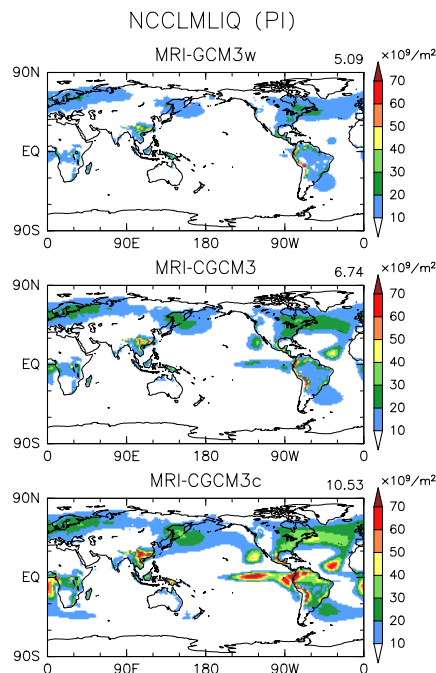 NCCLMLIQ (PI)
MRI-GCM3w 5.09 ×10⁹/m²
90N
EQ
90S
0 90E 180 90W 0
70
60
50
40
30
20
10
MRI-CGCM3 6.74 ×10⁹/m²
90N
EQ
90S
0 90E 180 90W 0
70
60
50
40
30
20
10
MRI-CGCM3c 10.53 ×10⁹/m²
90N
EQ
90S
0 90E 180 90W 0
70
60
50
40
30
20
10